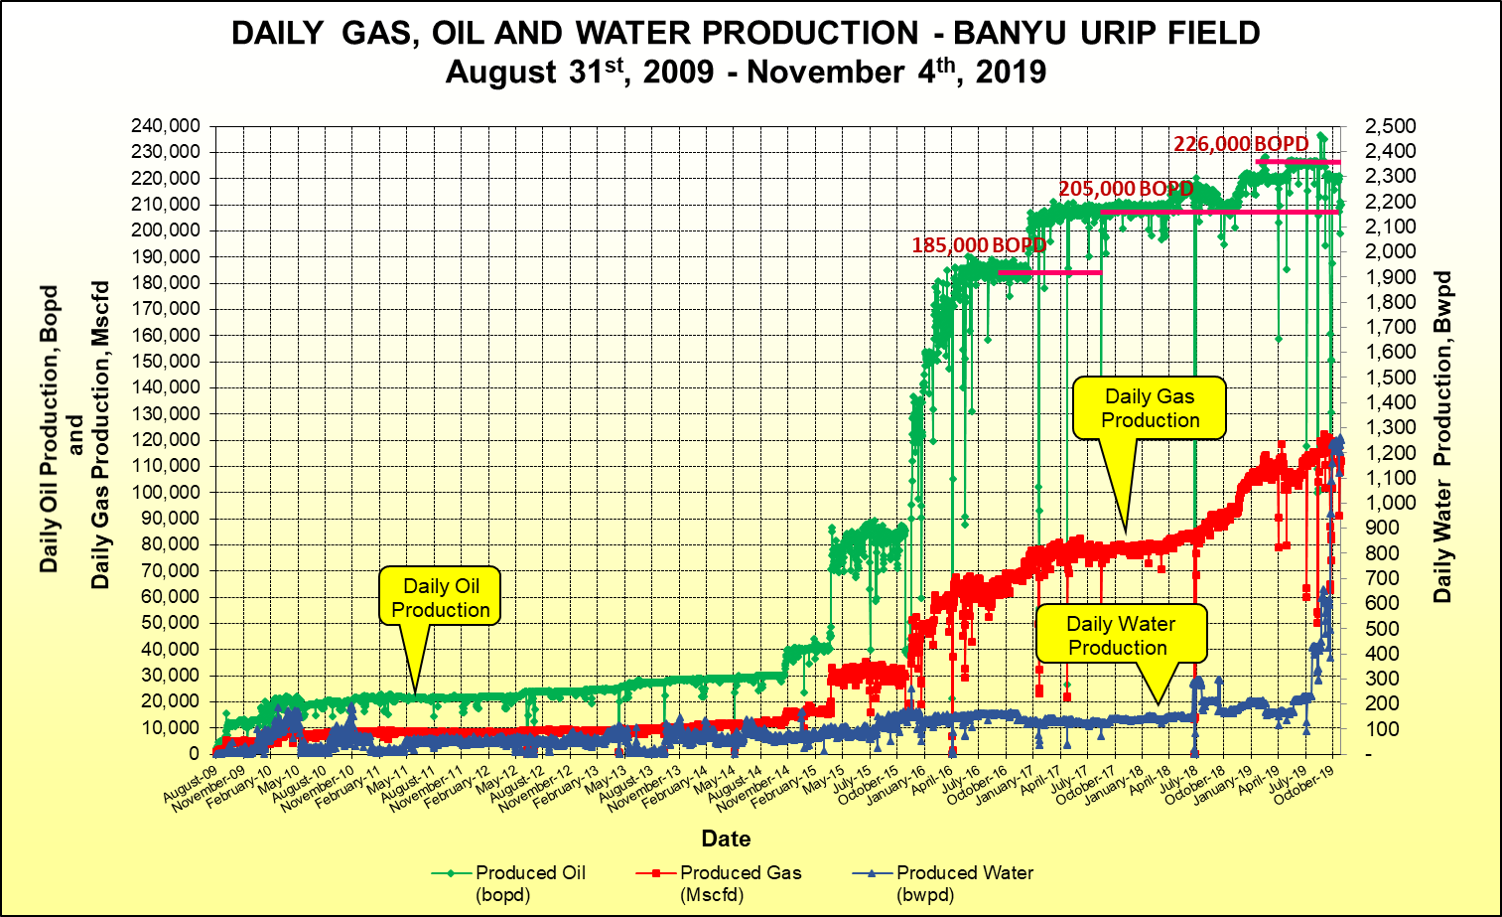 DAILY GAS, OIL AND WATER PRODUCTION - BANYU URIP FIELD
August 31st, 2009 - November 4th, 2019
Daily Oil Production, Bopd
and
Daily Gas Production, Mscfd
240,000
230,000
220,000
210,000
200,000
190,000
180,000
170,000
160,000
150,000
140,000
130,000
120,000
110,000
100,000
90,000
80,000
70,000
60,000
50,000
40,000
30,000
20,000
10,000
0
226,000 BOPD
205,000 BOPD
185,000 BOPD
Daily Gas
Production
Daily Oil
Production
Daily Water
Production
2,500
2,400
2,300
2,200
2,100
2,000
1,900
1,800
1,700
1,600
1,500
1,400
1,300
1,200
1,100
1,000
900
800
700
600
500
400
300
200
100
-
Daily Water Production, Bwpd
August-09
November-09
February-10
May-10
August-10
November-10
February-11
May-11
August-11
November-11
February-12
May-12
August-12
November-12
February-13
May-13
August-13
November-13
February-14
May-14
August-14
November-14
February-15
May-15
July-15
October-15
January-16
April-16
July-16
October-16
January-17
April-17
July-17
October-17
January-18
April-18
July-18
October-18
January-19
April-19
July-19
October-19
Date
Produced Oil
(bopd)
Produced Gas
(Mscfd)
Produced Water
(bwpd)